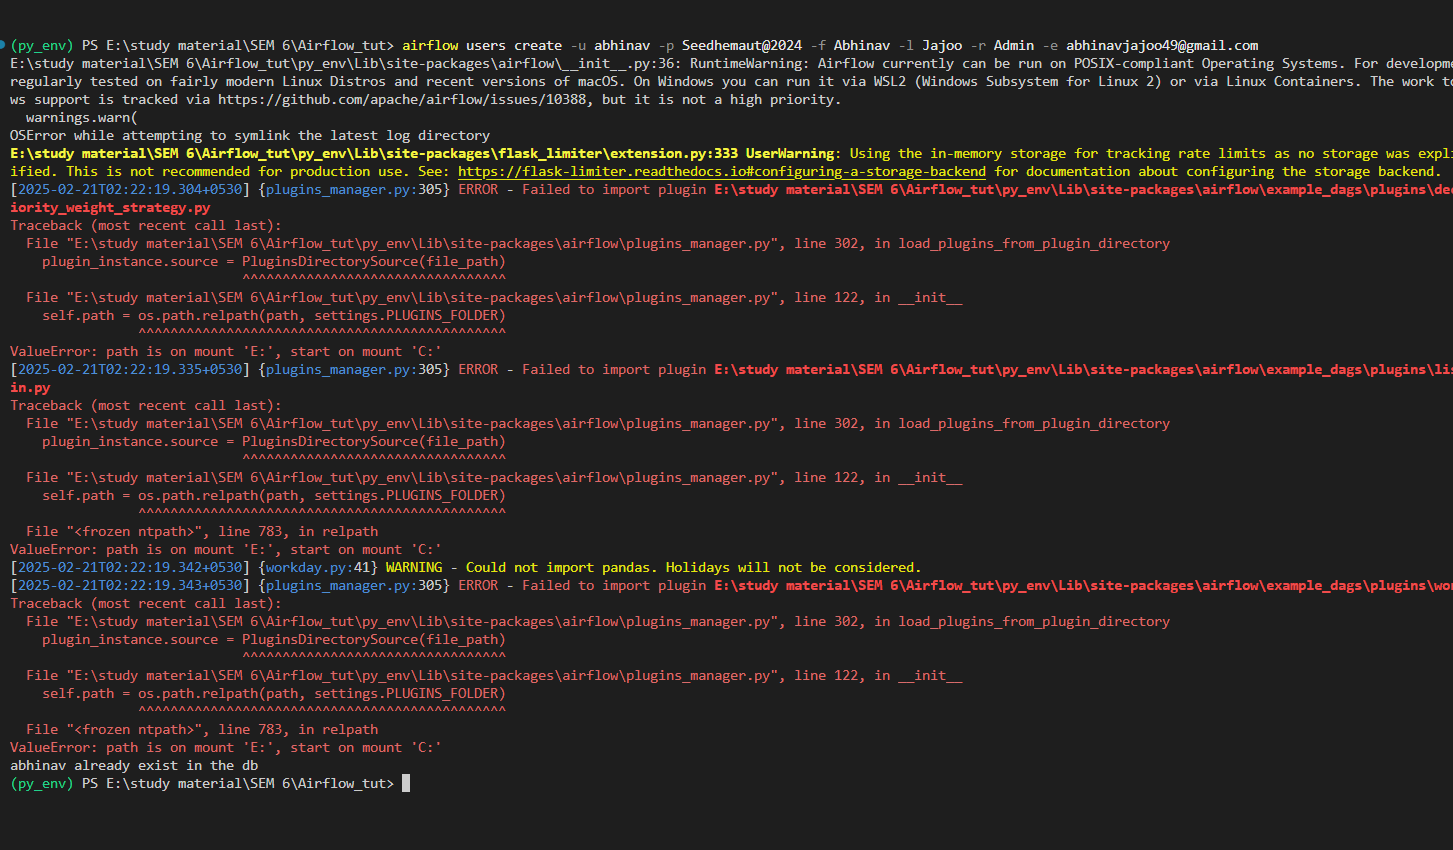 (py_env) PS E:\study material\SEM 6\Airflow_tut> airflow users create -u abhinav -p Seedhemaut@2024 -f Abhinav -l Jajoo -r Admin -e abhinavjajoo49@gmail.com
E:\study material\SEM 6\Airflow_tut\py_env\Lib\site-packages\airflow\__init__.py:36: RuntimeWarning: Airflow currently can be run on POSIX-compliant Operating Systems. For developme
regularly tested on fairly modern Linux Distros and recent versions of macOS. On Windows you can run it via WSL2 (Windows Subsystem for Linux 2) or via Linux Containers. The work to
ws support is tracked via https://github.com/apache/airflow/issues/10388, but it is not a high priority.
  warnings.warn(
OSError while attempting to symlink the latest log directory
E:\study material\SEM 6\Airflow_tut\py_env\Lib\site-packages\flask_limiter\extension.py:333 UserWarning: Using the in-memory storage for tracking rate limits as no storage was expli
ified. This is not recommended for production use. See: https://flask-limiter.readthedocs.io#configuring-a-storage-backend for documentation about configuring the storage backend.
[2025-02-21T02:22:19.304+0530] {plugins_manager.py:305} ERROR - Failed to import plugin E:\study material\SEM 6\Airflow_tut\py_env\Lib\site-packages\airflow\example_dags\plugins\dec
iority_weight_strategy.py
Traceback (most recent call last):
  File "E:\study material\SEM 6\Airflow_tut\py_env\Lib\site-packages\airflow\plugins_manager.py", line 302, in load_plugins_from_plugin_directory
    plugin_instance.source = PluginsDirectorySource(file_path)
                             ^^^^^^^^^^^^^^^^^^^^^^^^^^^^^^^^^
  File "E:\study material\SEM 6\Airflow_tut\py_env\Lib\site-packages\airflow\plugins_manager.py", line 122, in __init__
    self.path = os.path.relpath(path, settings.PLUGINS_FOLDER)
                ^^^^^^^^^^^^^^^^^^^^^^^^^^^^^^^^^^^^^^^^^^^^^^
ValueError: path is on mount 'E:', start on mount 'C:'
[2025-02-21T02:22:19.335+0530] {plugins_manager.py:305} ERROR - Failed to import plugin E:\study material\SEM 6\Airflow_tut\py_env\Lib\site-packages\airflow\example_dags\plugins\lis
in.py
Traceback (most recent call last):
  File "E:\study material\SEM 6\Airflow_tut\py_env\Lib\site-packages\airflow\plugins_manager.py", line 302, in load_plugins_from_plugin_directory
    plugin_instance.source = PluginsDirectorySource(file_path)
                             ^^^^^^^^^^^^^^^^^^^^^^^^^^^^^^^^^
  File "E:\study material\SEM 6\Airflow_tut\py_env\Lib\site-packages\airflow\plugins_manager.py", line 122, in __init__
    self.path = os.path.relpath(path, settings.PLUGINS_FOLDER)
                ^^^^^^^^^^^^^^^^^^^^^^^^^^^^^^^^^^^^^^^^^^^^^^
  File "<frozen ntpath>", line 783, in relpath
ValueError: path is on mount 'E:', start on mount 'C:'
[2025-02-21T02:22:19.342+0530] {workday.py:41} WARNING - Could not import pandas. Holidays will not be considered.
[2025-02-21T02:22:19.343+0530] {plugins_manager.py:305} ERROR - Failed to import plugin E:\study material\SEM 6\Airflow_tut\py_env\Lib\site-packages\airflow\example_dags\plugins\wor
Traceback (most recent call last):
  File "E:\study material\SEM 6\Airflow_tut\py_env\Lib\site-packages\airflow\plugins_manager.py", line 302, in load_plugins_from_plugin_directory
    plugin_instance.source = PluginsDirectorySource(file_path)
                             ^^^^^^^^^^^^^^^^^^^^^^^^^^^^^^^^^
  File "E:\study material\SEM 6\Airflow_tut\py_env\Lib\site-packages\airflow\plugins_manager.py", line 122, in __init__
    self.path = os.path.relpath(path, settings.PLUGINS_FOLDER)
                ^^^^^^^^^^^^^^^^^^^^^^^^^^^^^^^^^^^^^^^^^^^^^^
  File "<frozen ntpath>", line 783, in relpath
ValueError: path is on mount 'E:', start on mount 'C:'
abhinav already exist in the db
(py_env) PS E:\study material\SEM 6\Airflow_tut>